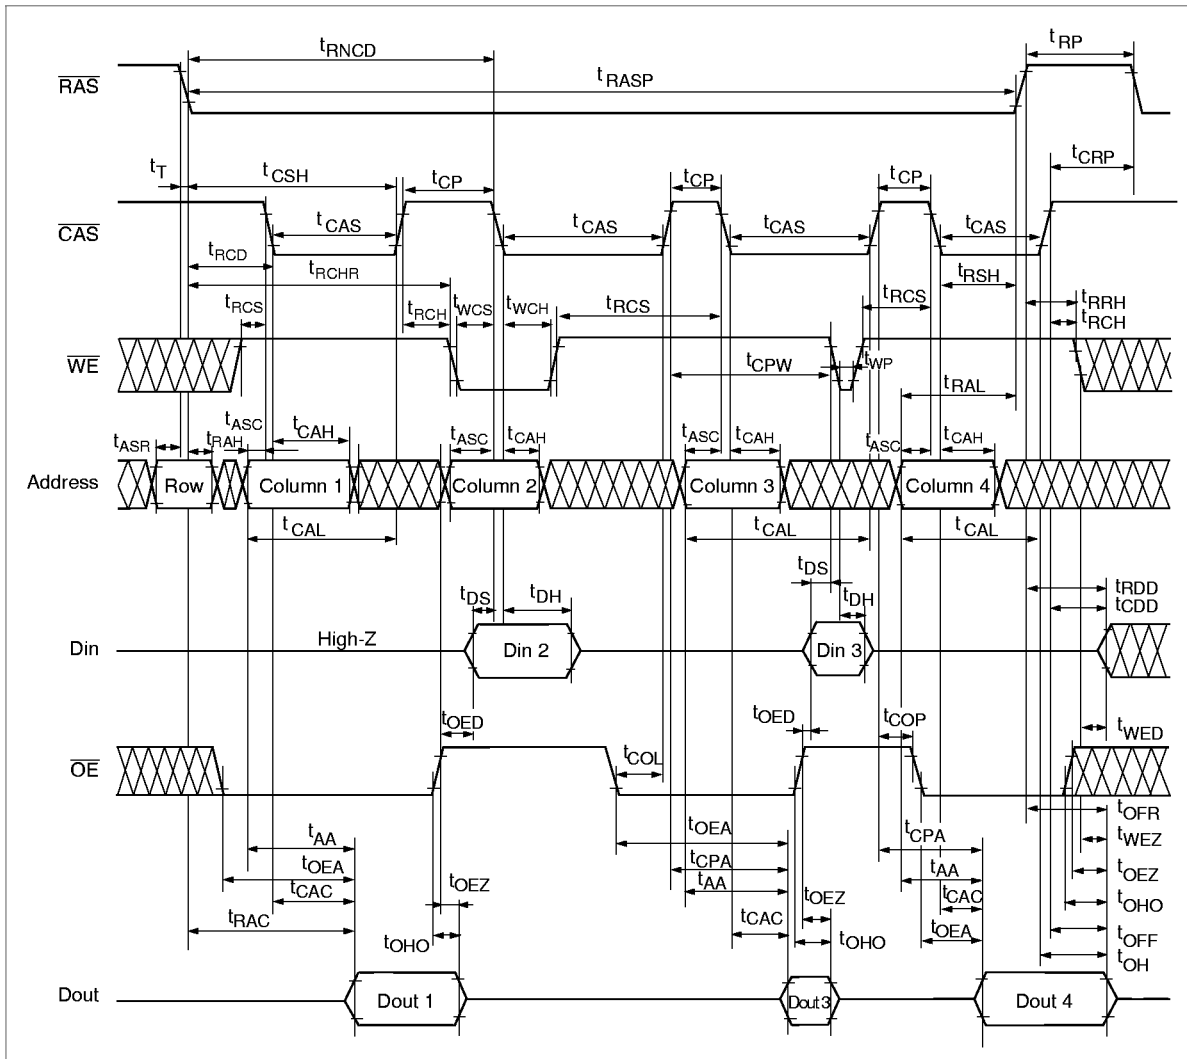 tRNCD
tRP
RAS
tRASP
tT
tCSH
tCP
tCP
tCP
tCRP
CAS
tCAS
tCAS
tCAS
tCAS
tRCD
tRCHR
tRSH
tRCS
tRCH
tWCS
tWCH
tRCS
tRCS
tRRH
tRCH
WE
tCPW
tWP
tRAL
tASR
tRAH
tASC
tCAH
tASC
tCAH
tASC
tCAH
tASC
tCAH
Address
Row
Column 1
Column 2
Column 3
Column 4
tCAL
tCAL
tCAL
tDS
tDH
tDS
tDH
tRDD
tCDD
Din
High-Z
Din 2
Din 3
tOED
tOED
tCOP
tWED
OE
tCOL
tOFR
tAA
tOEA
tCPA
tWEZ
tOEA
tCPA
tAA
tOEZ
tCAC
tOEZ
tAA
tOEZ
tCAC
tOHO
tRAC
tCAC
tOEA
tOHO
tOHO
tOFF
tOH
Dout
Dout 1
Dout 3
Dout 4